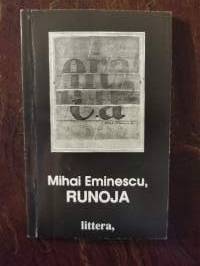 Mihai Eminescu,
RUNOJA
littera,